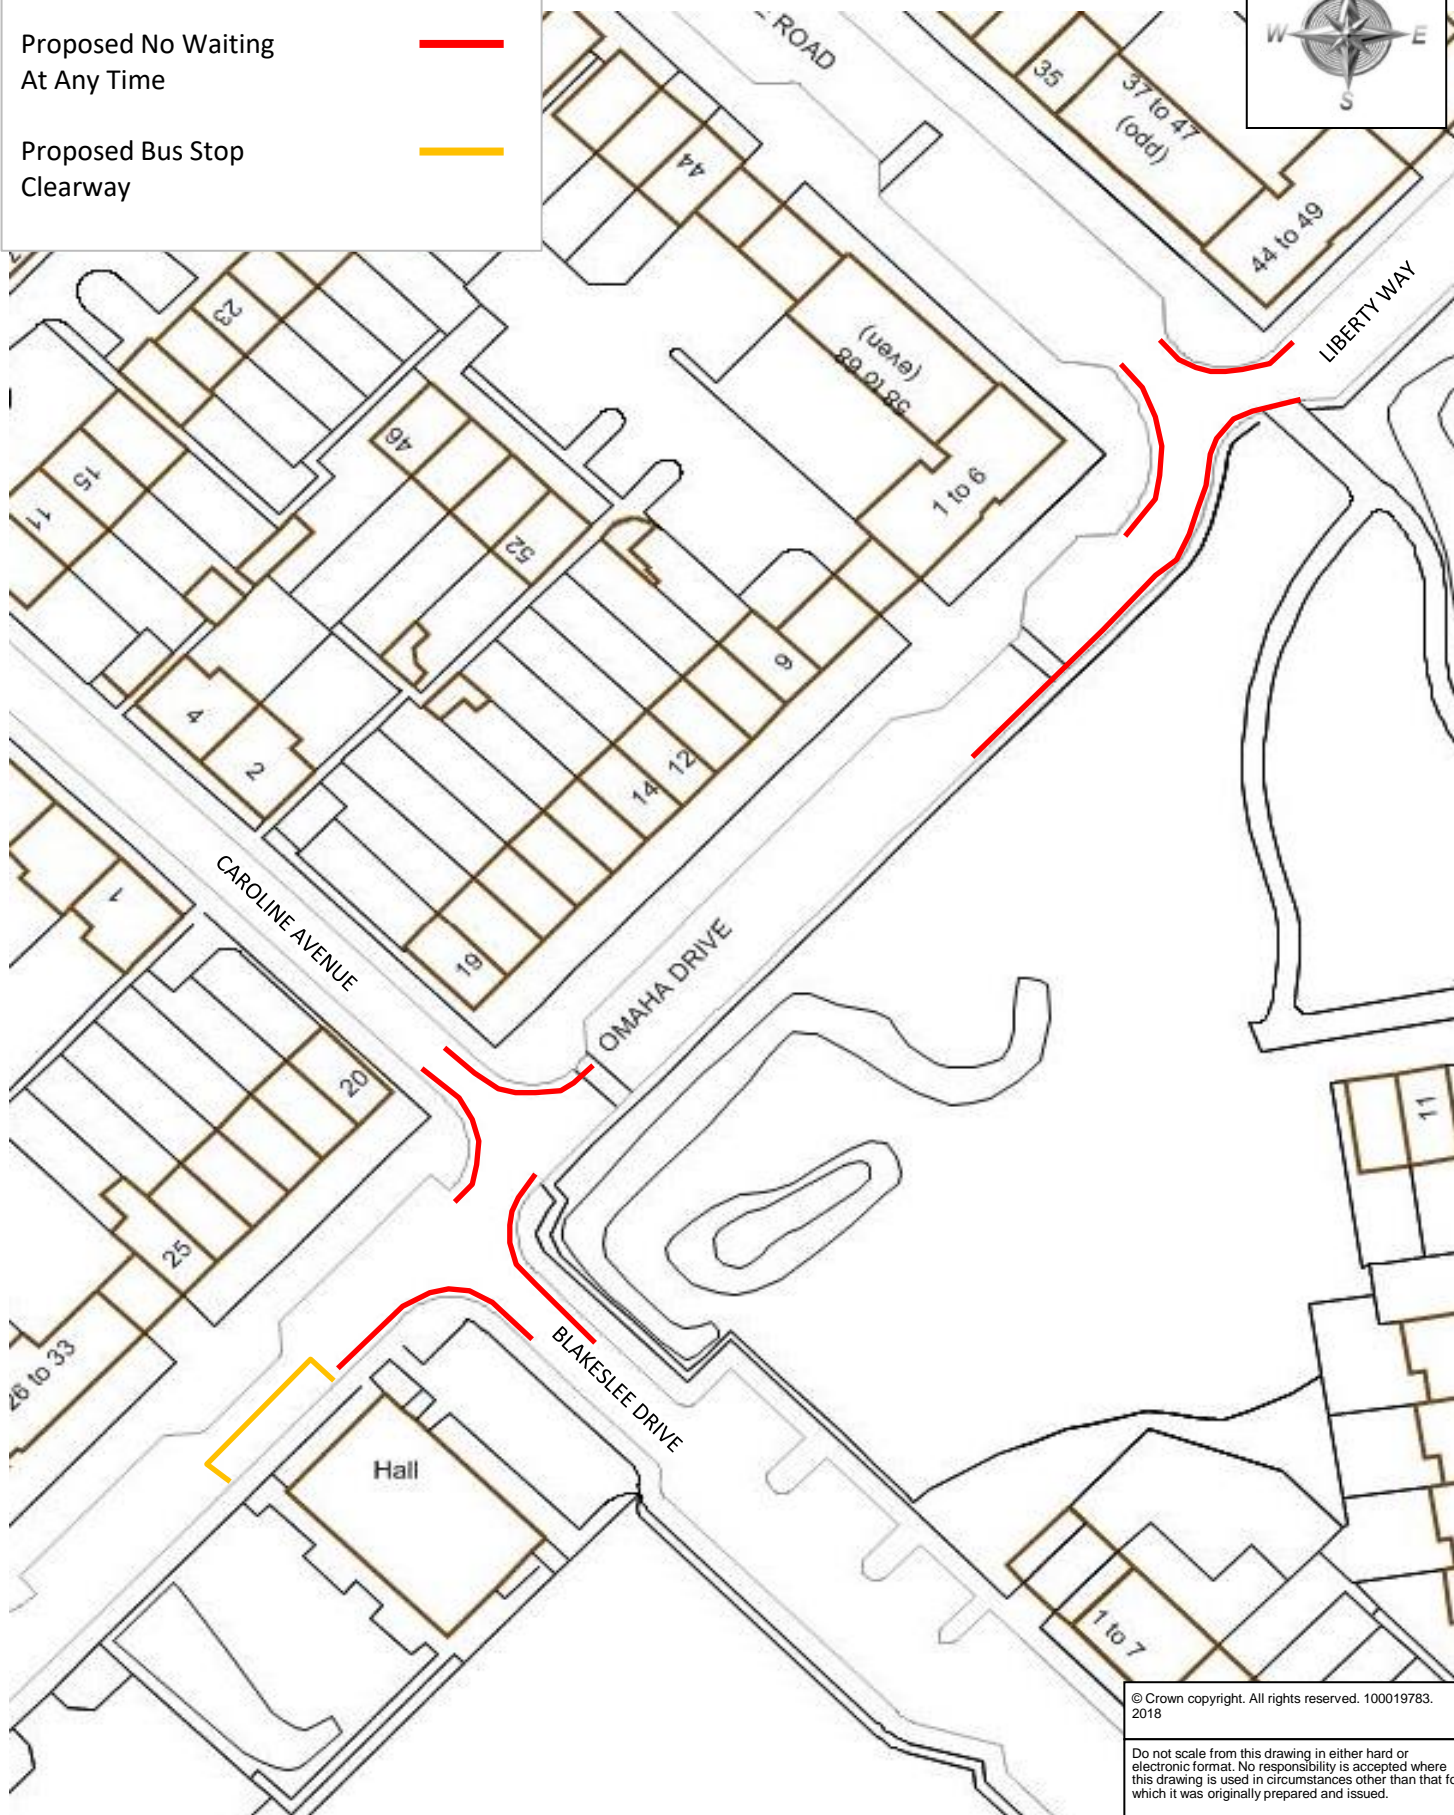 Proposed No Waiting
At Any Time
Proposed Bus Stop
Clearway
W
E
S
ROAD
35
37 to 47
(odd)
44 to 49
LIBERTY WAY
44
23
58 to 68
(even)
46
15
11
52
1 to 6
6
4
2
12
14
1
CAROLINE AVENUE
19
OMAHA DRIVE
20
11
25
26 to 33
BLAKESLEE DRIVE
Hall
1 to 7
© Crown copyright. All rights reserved. 100019783.
2018
Do not scale from this drawing in either hard or
electronic format. No responsibility is accepted where
this drawing is used in circumstances other than that
which it was originally prepared and issued.